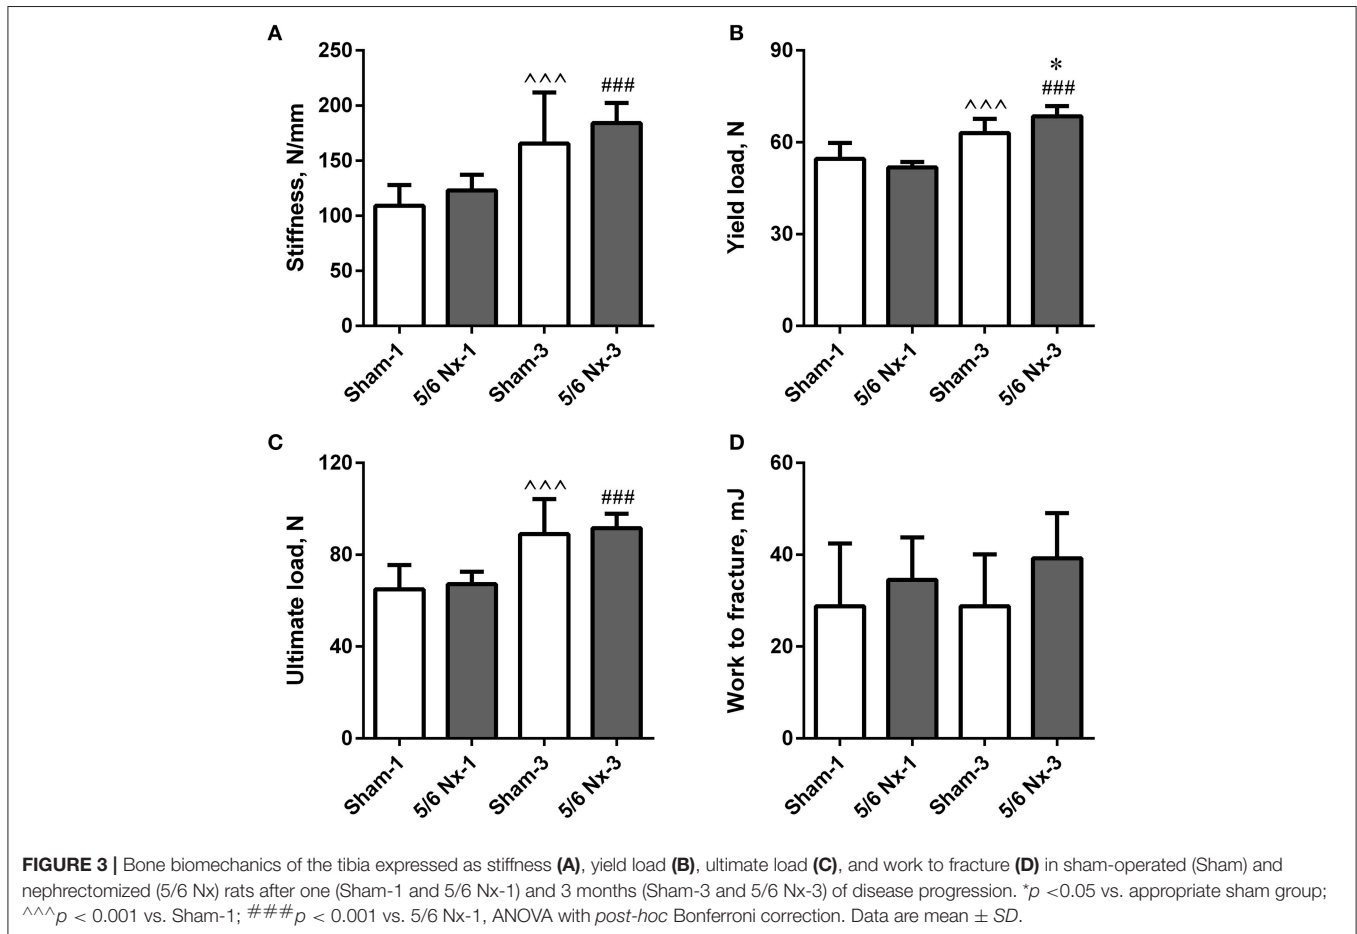 A
Stiffness, N/mm
250
200
150
100
50
0
^^^
###
Sham-1
5/6 Nx-1
Sham-3
5/6 Nx-3
B
Yield load, N
90
60
30
0
^^^
*
###
Sham-1
5/6 Nx-1
Sham-3
5/6 Nx-3
C
Ultimate load, N
120
80
40
0
^^^
###
Sham-1
5/6 Nx-1
Sham-3
5/6 Nx-3
D
Work to fracture, mJ
60
40
20
0
Sham-1
5/6 Nx-1
Sham-3
5/6 Nx-3
FIGURE 3 | Bone biomechanics of the tibia expressed as stiffness (A), yield load (B), ultimate load (C), and work to fracture (D) in sham-operated (Sham) and
nephrectomized (5/6 Nx) rats after one (Sham-1 and 5/6 Nx-1) and 3 months (Sham-3 and 5/6 Nx-3) of disease progression. *p <0.05 vs. appropriate sham group;
^^^p < 0.001 vs. Sham-1; ###p < 0.001 vs. 5/6 Nx-1, ANOVA with post-hoc Bonferroni correction. Data are mean ± SD.